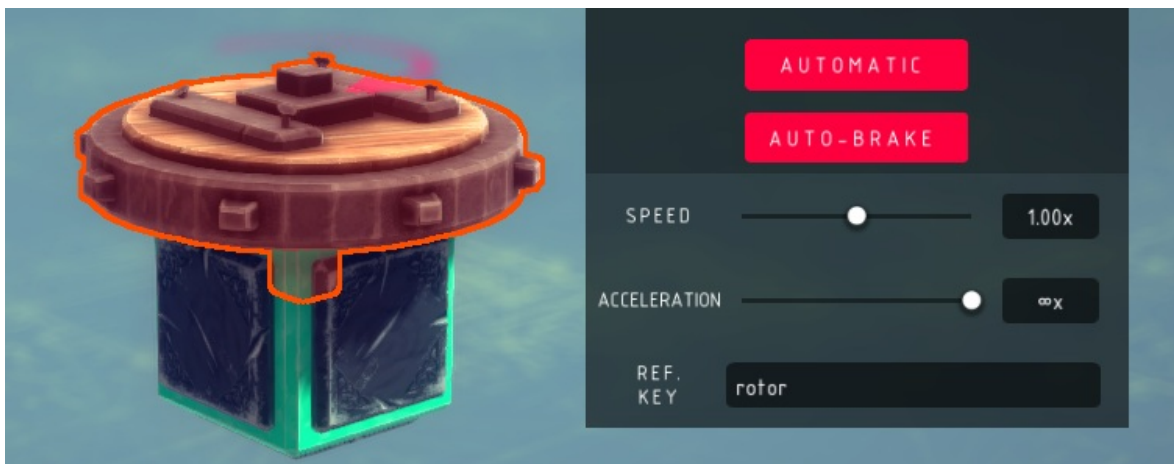 AUTOMATIC
AUTO-BRAKE
SPEED
1.00x
ACCELERATION
∞x
REF.
KEY
rotor